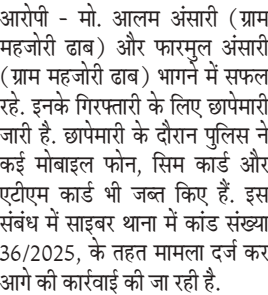 आरोपी - मो. आलम अंसारी (ग्राम
महजोरी ढाब) और फारमुल अंसारी
(ग्राम महजोरी ढाब) भागने में सफल
रहे. इनके गिरफ्तारी के लिए छापेमारी
जारी है. छापेमारी के दौरान पुलिस ने
कई मोबाइल फोन, सिम कार्ड और
एटीएम कार्ड भी जब्त किए हैं. इस
संबंध में साइबर थाना में कांड संख्या
36/2025, के तहत मामला दर्ज कर
आगे की कार्रवाई की जा रही है.